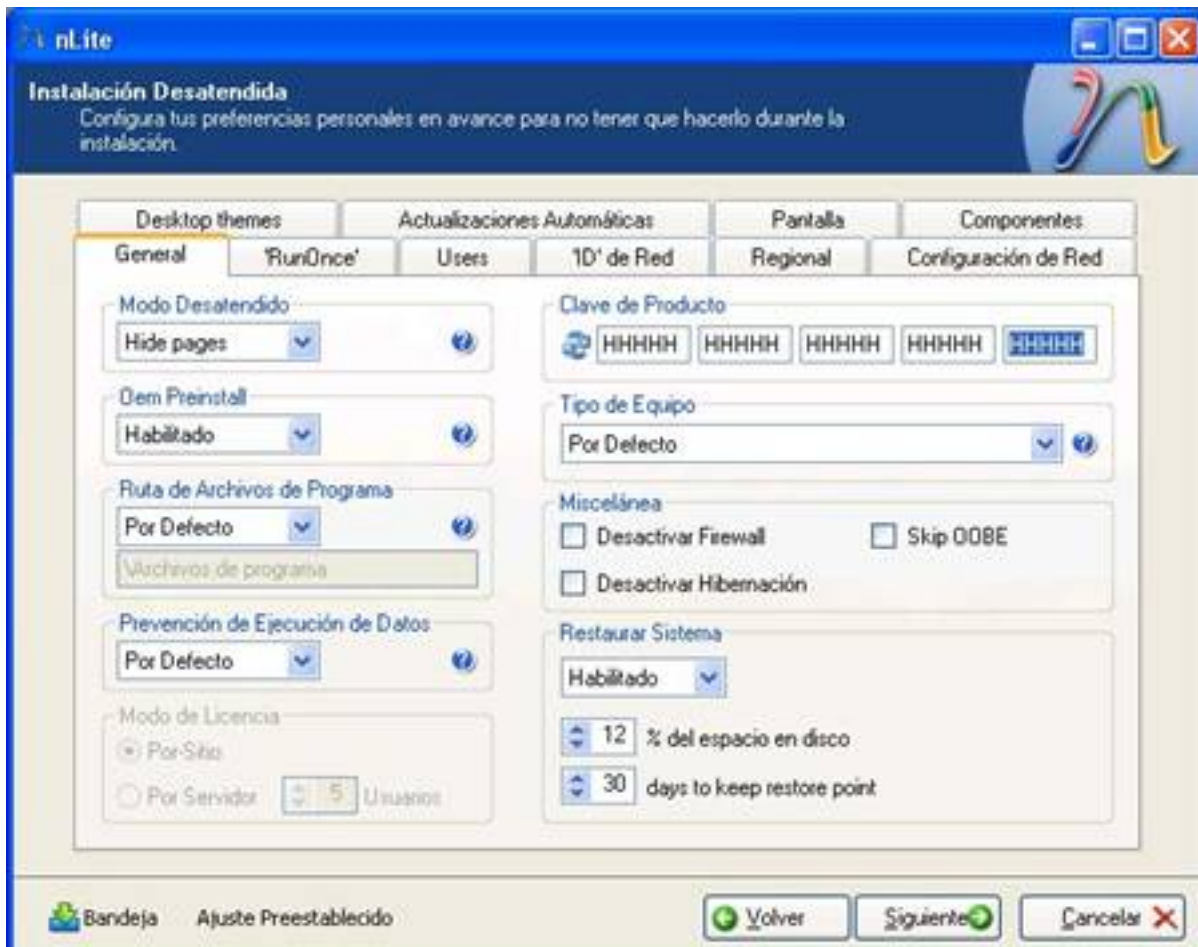 nLite
Instalación Desatendida
Configura tus preferencias personales en avance para no tener que hacerlo durante la
instalación.
Desktop themes
Actualizaciones Automáticas
Pantalla
Componentes
General
'RunOnce'
Users
'ID' de Red
Regional
Configuración de Red
Modo Desatendido
Hide pages
Oem Preinstall
Habilitado
Ruta de Archivos de Programa
Por Defecto
\Archivos de programa
Prevención de Ejecución de Datos
Por Defecto
Modo de Licencia
Por Sitio
Por Servidor
5
Usuarios
Clave de Producto
HHHHH HHHHH HHHHH HHHHH HHHHH
Tipo de Equipo
Por Defecto
Miscelánea
Desactivar Firewall
Skip OOBE
Desactivar Hibernación
Restaurar Sistema
Habilitado
12 % del espacio en disco
30 days to keep restore point
Bandeja
Ajuste Preestablecido
Volver
Siguiente
Cancelar